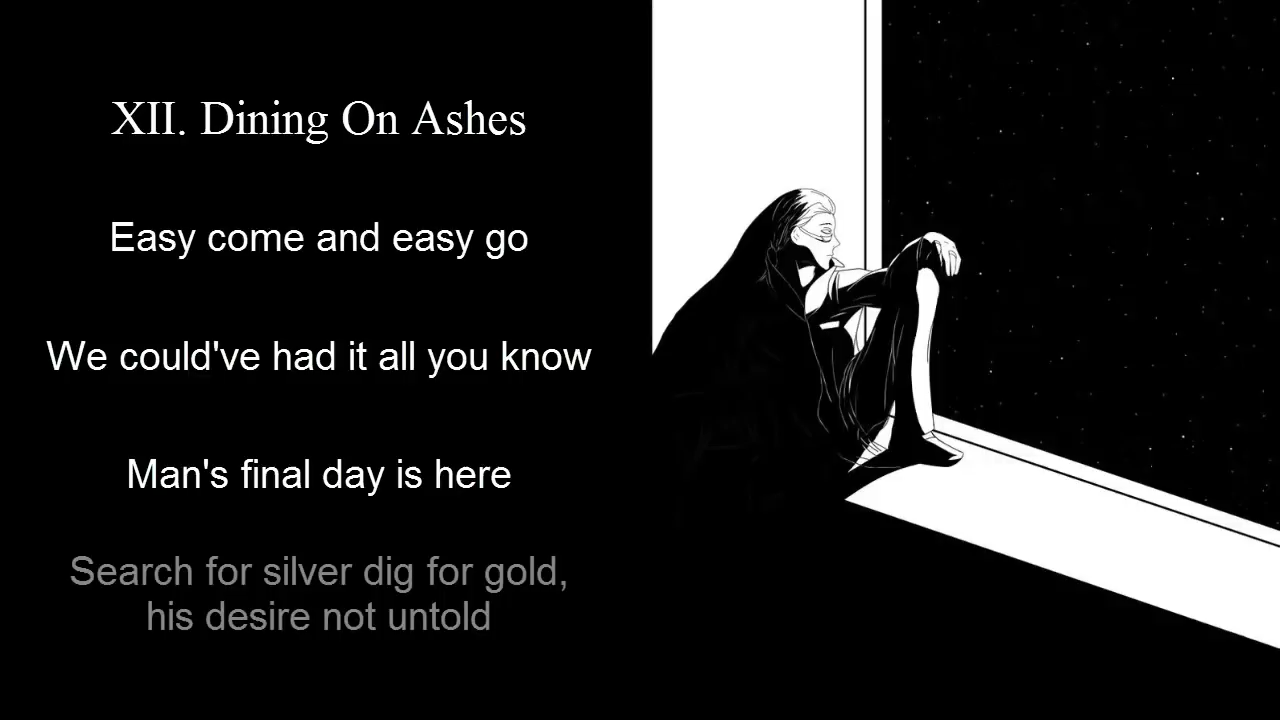 XII. Dining On Ashes
Easy come and easy go
We could've had it all you know
Man's final day is here
Search for silver dig for gold,
his desire not untold